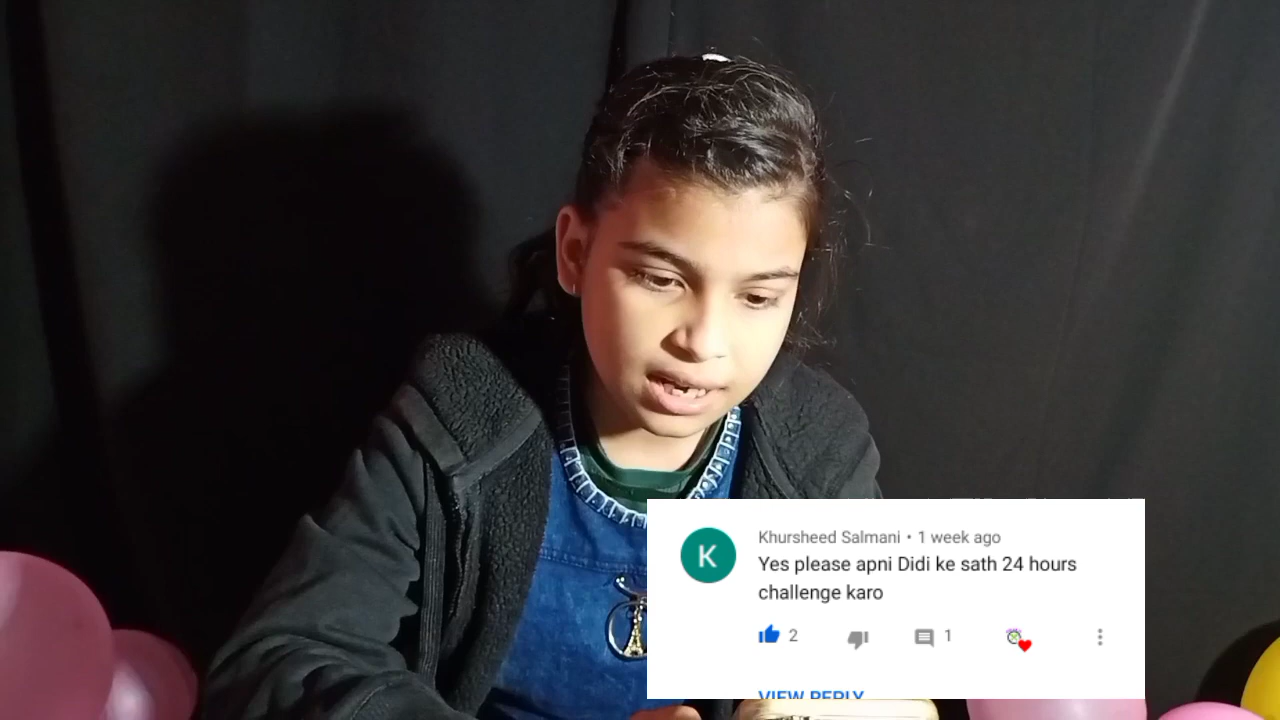 K
Khursheed Salmani • 1 week ago
Yes please apni Didi ke sath 24 hours
challenge karo
2
1
VIEW REPLY